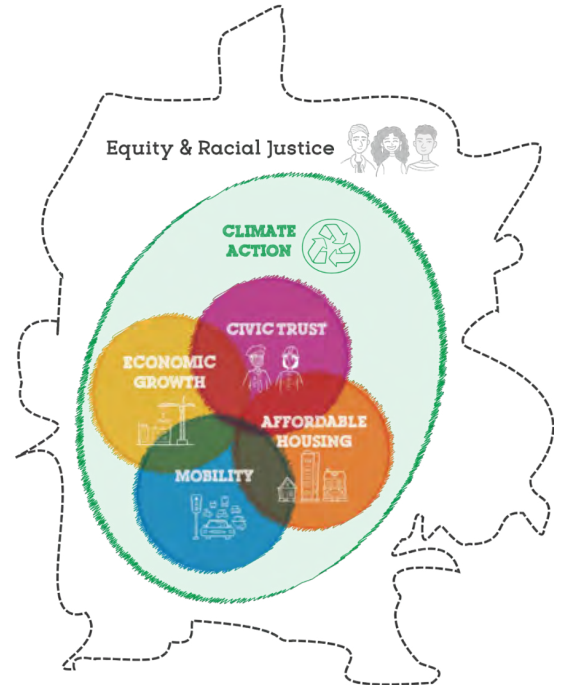 Equity & Racial Justice
CLIMATE
ACTION
CIVIC TRUST
ECONOMIC
GROWTH
AFFORDABLE
HOUSING
MOBILITY